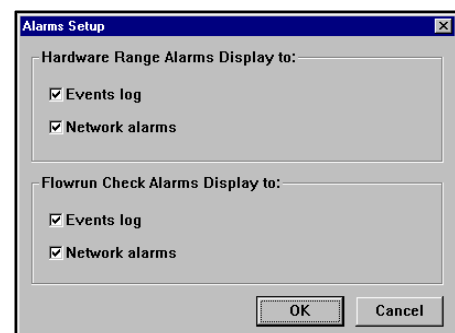 Alarms Setup
Hardware Range Alarms Display to:
Events log
Network alarms
Flowrun Check Alarms Display to:
Events log
Network alarms
OK Cancel